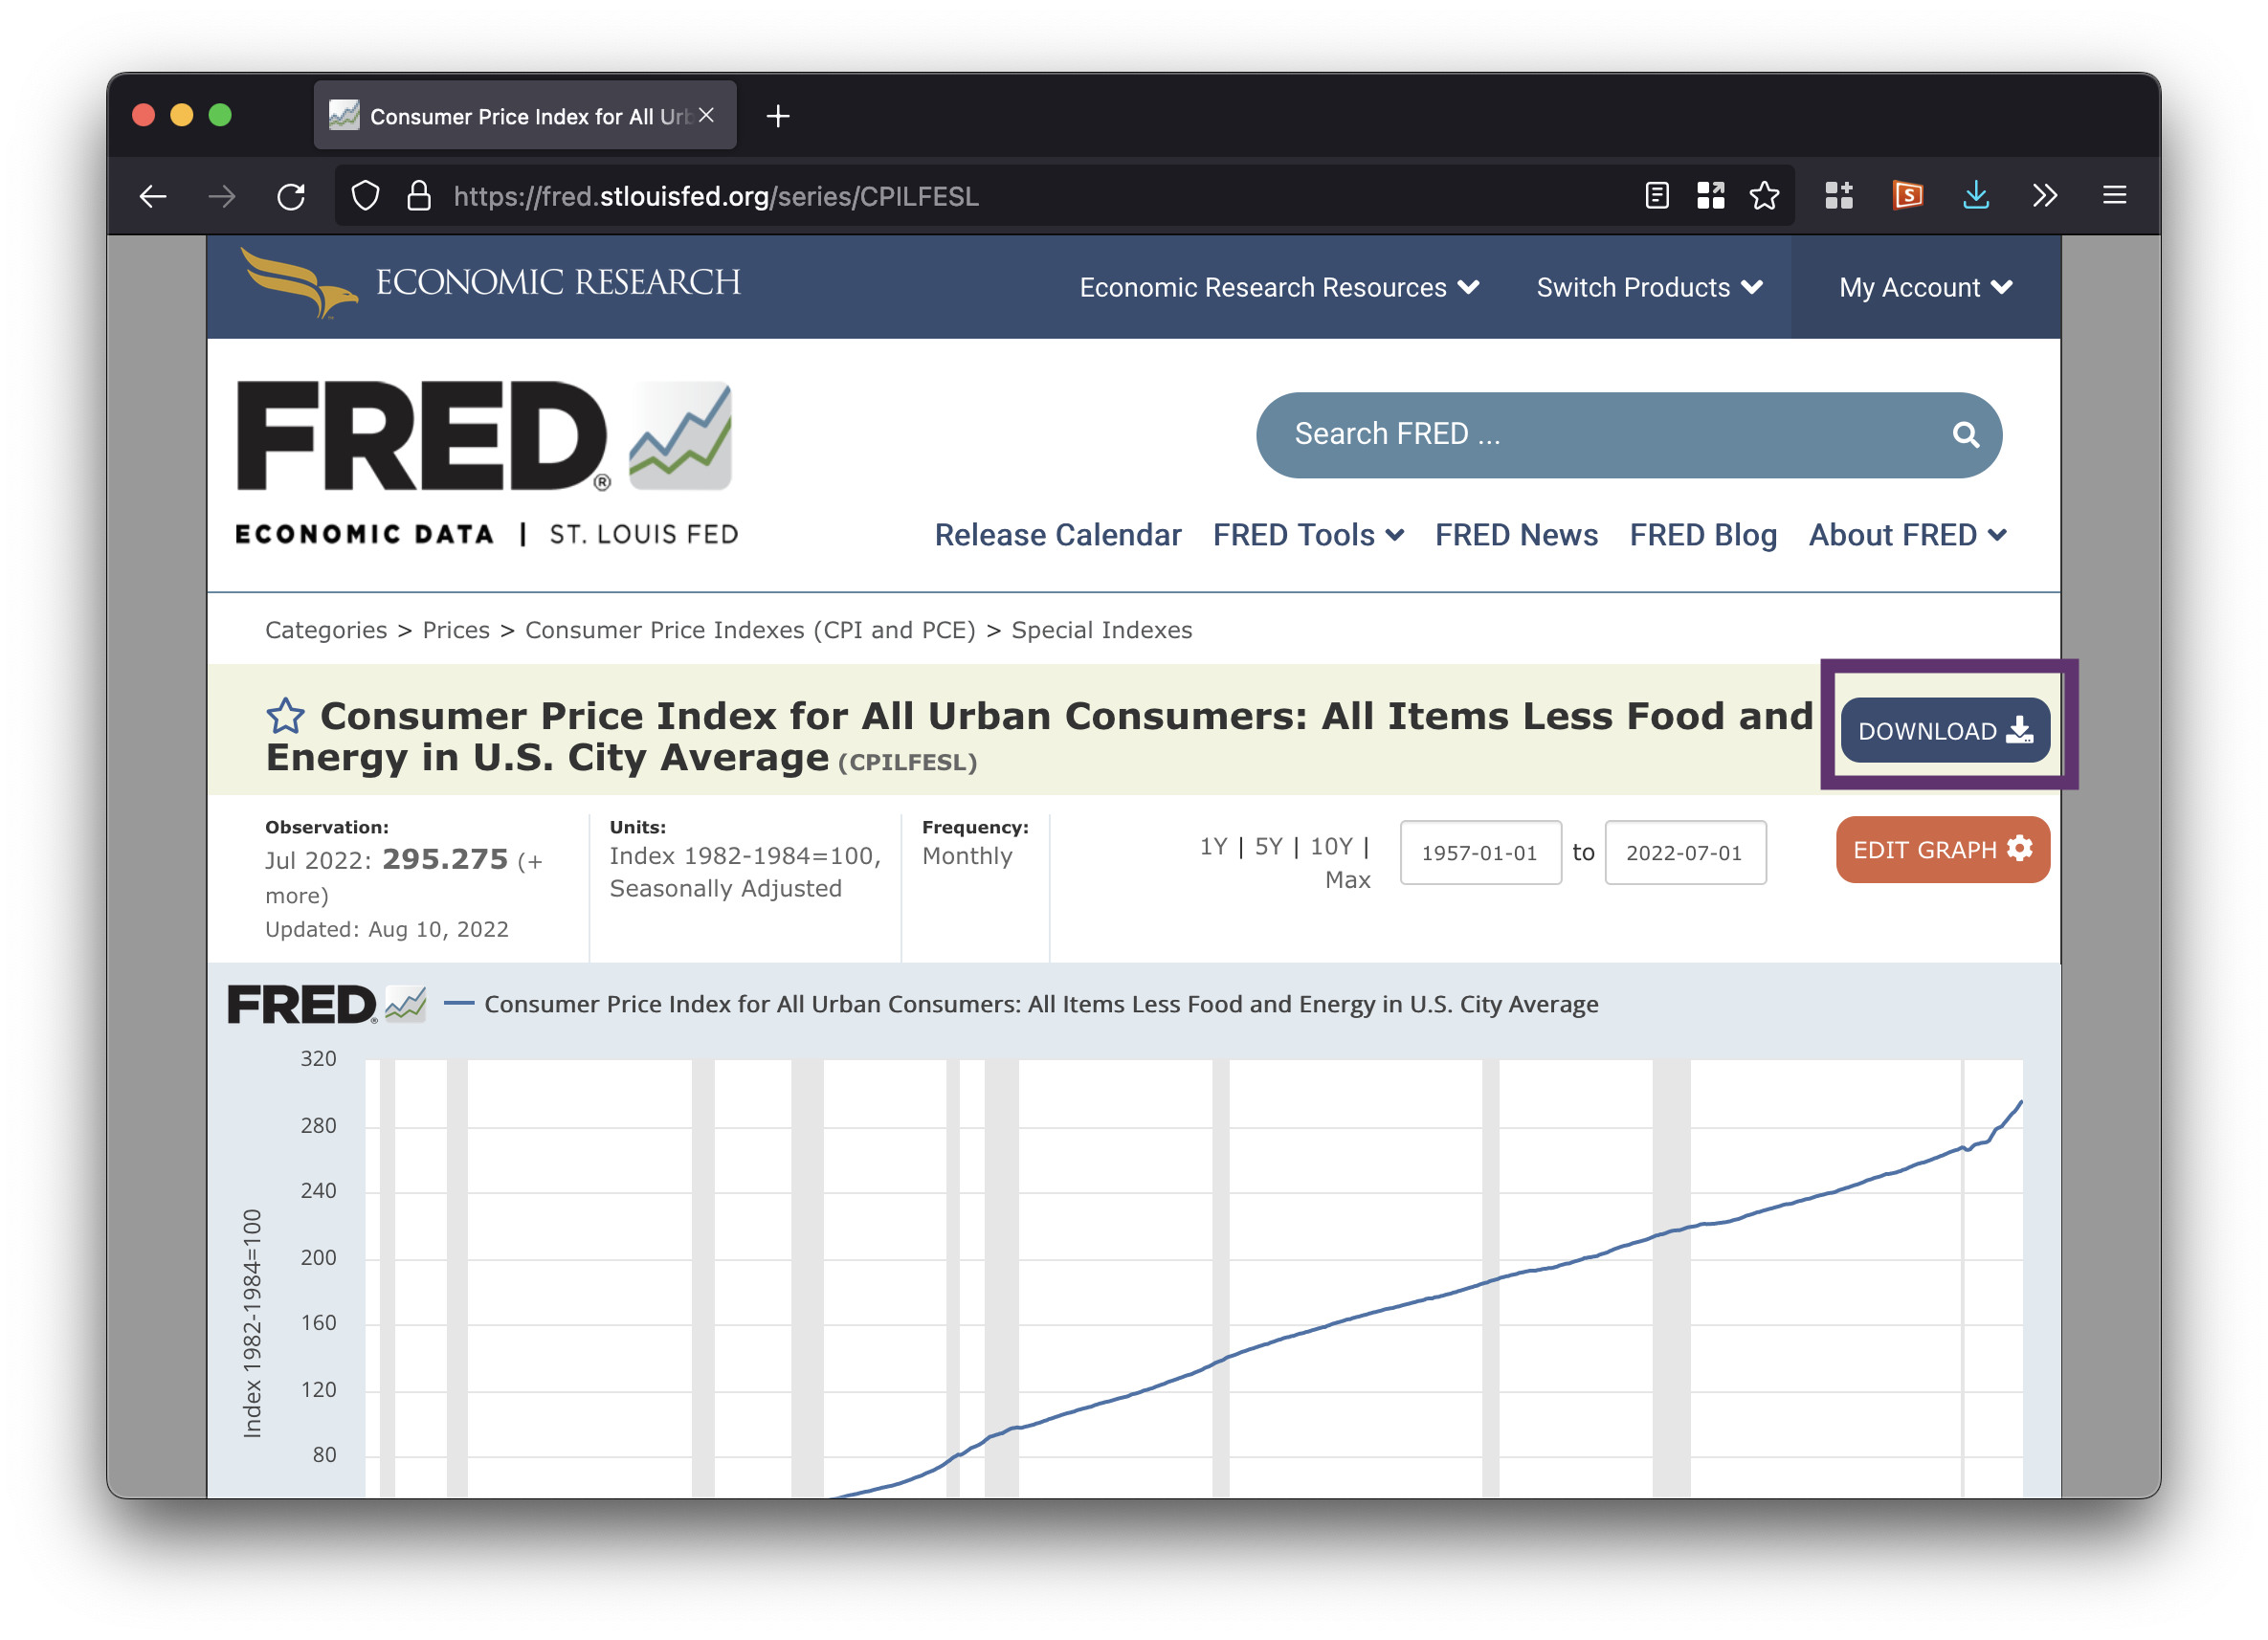 Consumer Price Index for All Urb
https://fred.stlouisfed.org/series/CPILFESL
ECONOMIC RESEARCH
Economic Research Resources
Switch Products
My Account
FRED®
ECONOMIC DATA | ST. LOUIS FED
Search FRED ...
Release Calendar
FRED Tools
FRED News
FRED Blog
About FRED
Categories > Prices > Consumer Price Indexes (CPI and PCE) > Special Indexes
Consumer Price Index for All Urban Consumers: All Items Less Food and
Energy in U.S. City Average (CPILFESL)
DOWNLOAD
Observation:
Jul 2022: 295.275 (+
more)
Updated: Aug 10, 2022
Units:
Index 1982-1984=100,
Seasonally Adjusted
Frequency:
Monthly
1Y | 5Y | 10Y |
Max
1957-01-01 to 2022-07-01
EDIT GRAPH
FRED®
Consumer Price Index for All Urban Consumers: All Items Less Food and Energy in U.S. City Average
320
280
240
200
160
120
80
Index 1982-1984=100